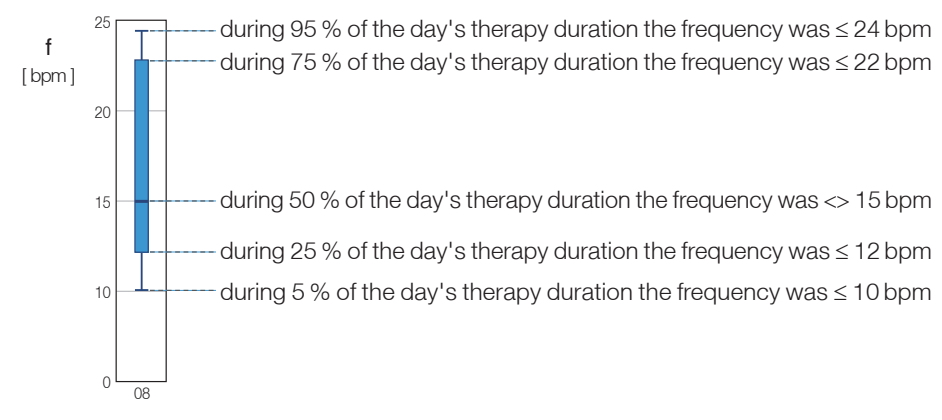 25
during 95 % of the day's therapy duration the frequency was ≤ 24 bpm
f
during 75 % of the day's therapy duration the frequency was ≤ 22 bpm
[ bpm ]
20
15
during 50 % of the day's therapy duration the frequency was <> 15 bpm
during 25 % of the day's therapy duration the frequency was ≤ 12 bpm
10
during 5 % of the day's therapy duration the frequency was ≤ 10 bpm
0
08